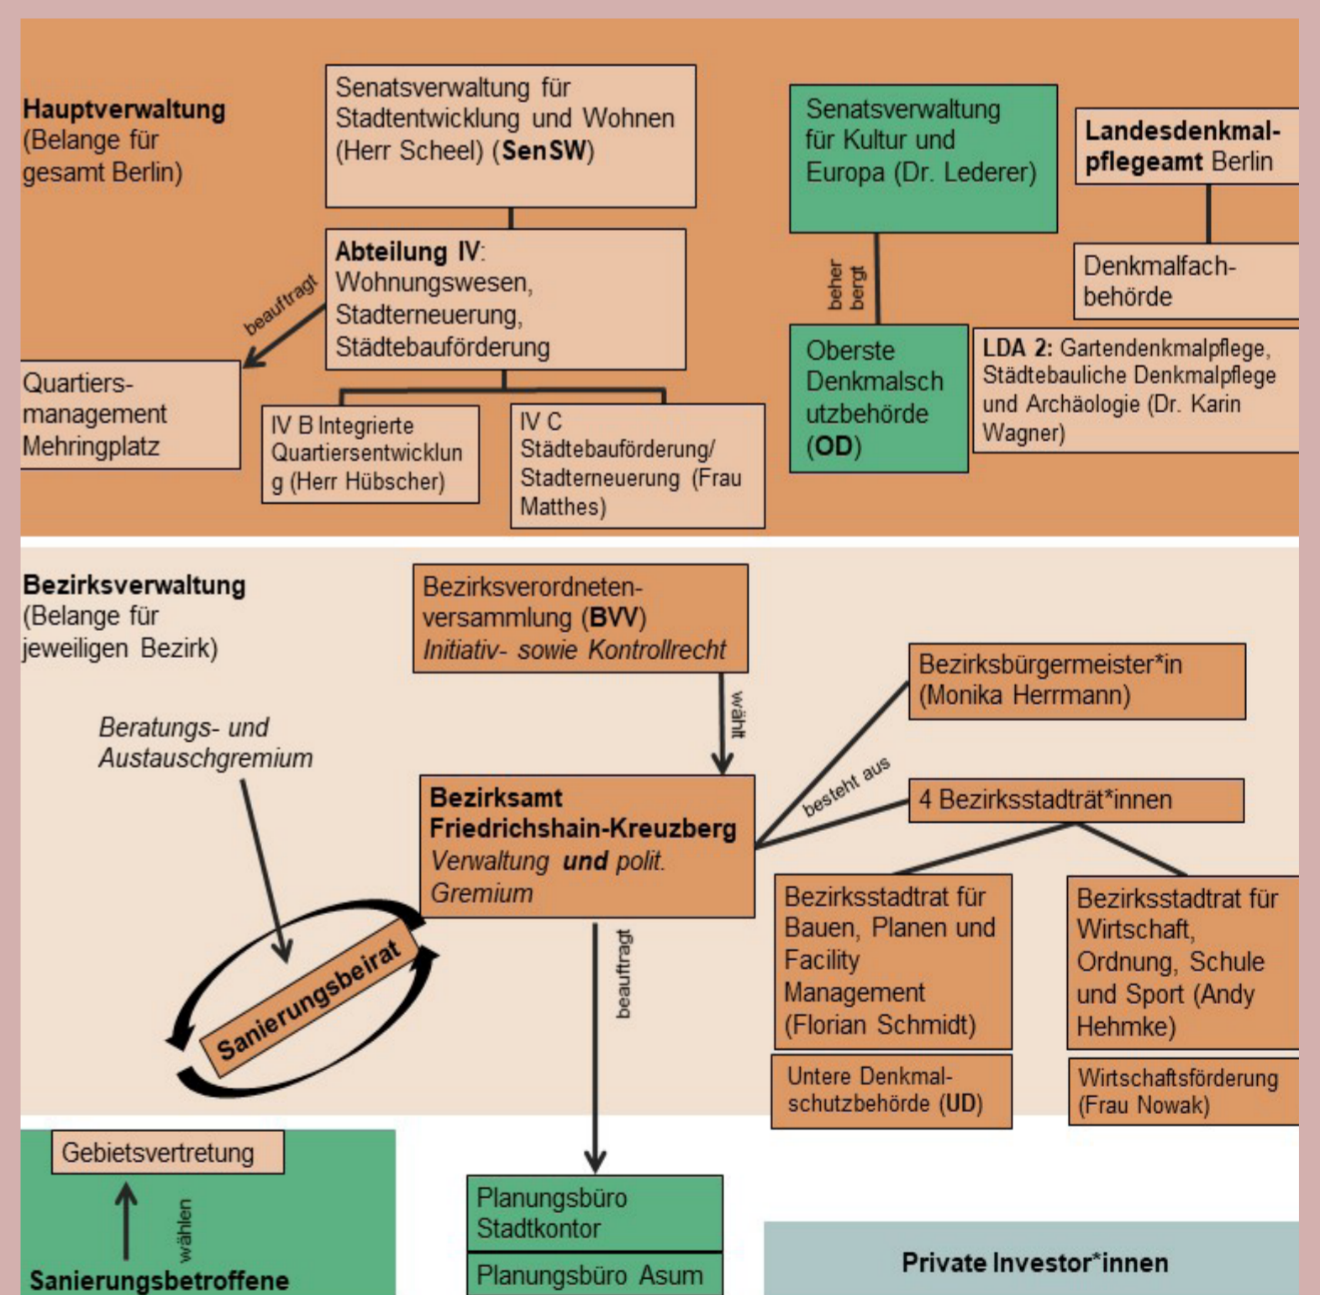 Hauptverwaltung
(Belange für
gesamt Berlin)
Senatsverwaltung für
Stadtentwicklung und Wohnen
(Herr Scheel) (SenSW)
Senatsverwaltung
für Kultur und
Europa (Dr. Lederer)
Landesdenkmal-
pflegeamt Berlin
Abteilung IV:
Wohnungswesen,
Stadterneuerung,
Städtebauförderung
beauftragt
beher
bergt
Denkmalfach-
behörde
Quartiers-
management
Mehringplatz
IV B Integrierte
Quartiersentwicklun
g (Herr Hübscher)
IV C
Städtebauförderung/
Stadterneuerung (Frau
Matthes)
Oberste
Denkmalsch
utzbehörde
(OD)
LDA 2: Gartendenkmalpflege,
Städtebauliche Denkmalpflege
und Archäologie (Dr. Karin
Wagner)
Bezirksverwaltung
(Belange für
jeweiligen Bezirk)
Bezirksverordneten-
versammlung (BVV)
Initiativ- sowie Kontrollrecht
wählt
Bezirksbürgermeister*in
(Monika Herrmann)
Beratungs- und
Austauschgremium
besteht aus
4 Bezirksstadträt*innen
Bezirksamt
Friedrichshain-Kreuzberg
Verwaltung und polit.
Gremium
Sanierungsbeirat
beauftragt
Bezirksstadtrat für
Bauen, Planen und
Facility
Management
(Florian Schmidt)
Bezirksstadtrat für
Wirtschaft,
Ordnung, Schule
und Sport (Andy
Hehmke)
Untere Denkmal-
schutzbehörde (UD)
Wirtschaftsförderung
(Frau Nowak)
Gebietsvertretung
wählen
Sanierungsbetroffene
Planungsbüro
Stadtkontor
Planungsbüro Asum
Private Investor*innen